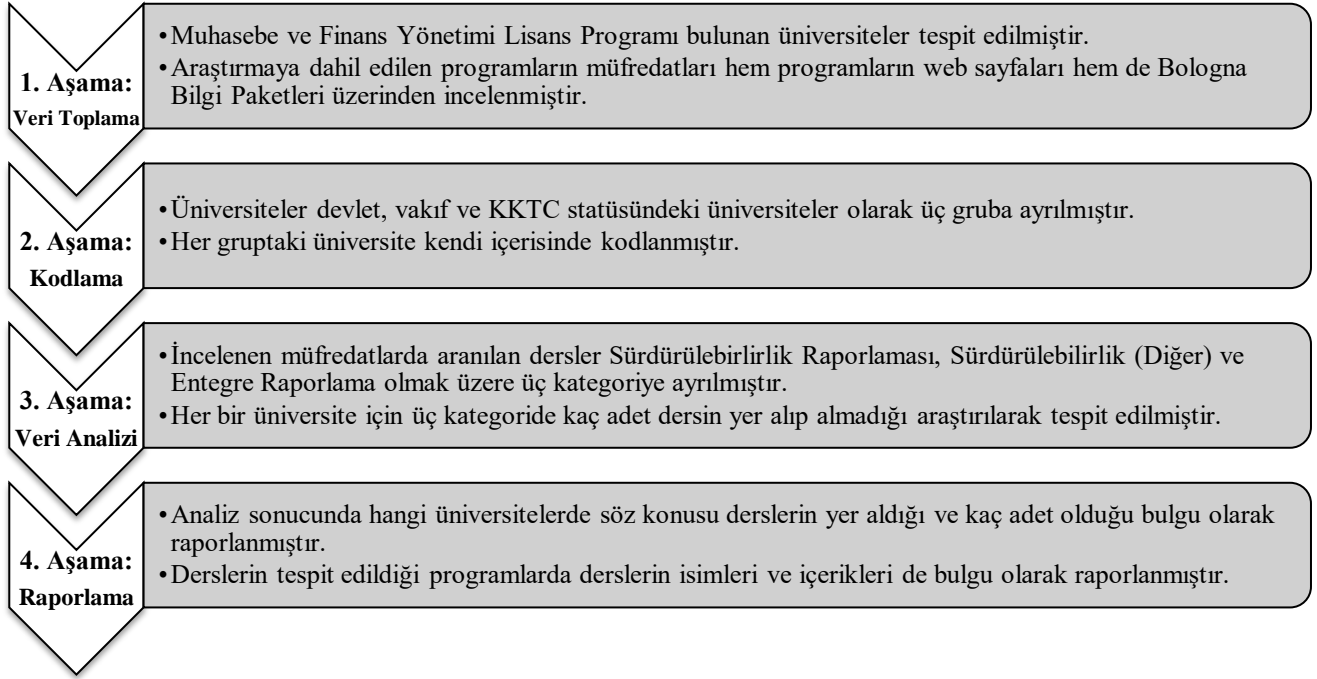 1. Aşama:
Veri Toplama
•Muhasebe ve Finans Yönetimi Lisans Programı bulunan üniversiteler tespit edilmiştir.
•Araştırmaya dahil edilen programların müfredatları hem programların web sayfaları hem de Bologna
Bilgi Paketleri üzerinden incelenmiştir.
2. Aşama:
Kodlama
•Üniversiteler devlet, vakıf ve KKTC statüsündeki üniversiteler olarak üç gruba ayrılmıştır.
•Her gruptaki üniversite kendi içerisinde kodlanmıştır.
3. Aşama:
Veri Analizi
•İncelenen müfredatlarda aranılan dersler Sürdürülebirlirlik Raporlaması, Sürdürülebilirlik (Diğer) ve
Entegre Raporlama olmak üzere üç kategoriye ayrılmıştır.
•Her bir üniversite için üç kategoride kaç adet dersin yer alıp almadığı araştırılarak tespit edilmiştir.
4. Aşama:
Raporlama
•Analiz sonucunda hangi üniversitelerde söz konusu derslerin yer aldığı ve kaç adet olduğu bulgu olarak
raporlanmıştır.
•Derslerin tespit edildiği programlarda derslerin isimleri ve içerikleri de bulgu olarak raporlanmıştır.